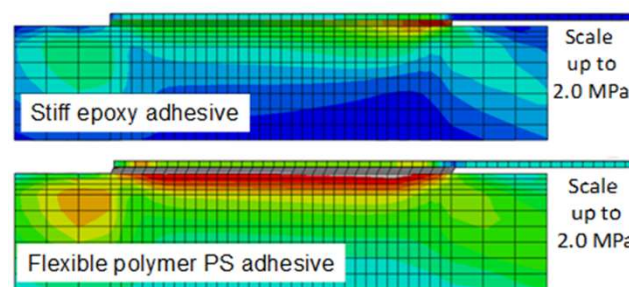 Scale
up to
2.0 MPa
Stiff epoxy adhesive
Scale
up to
2.0 MPa
Flexible polymer PS adhesive